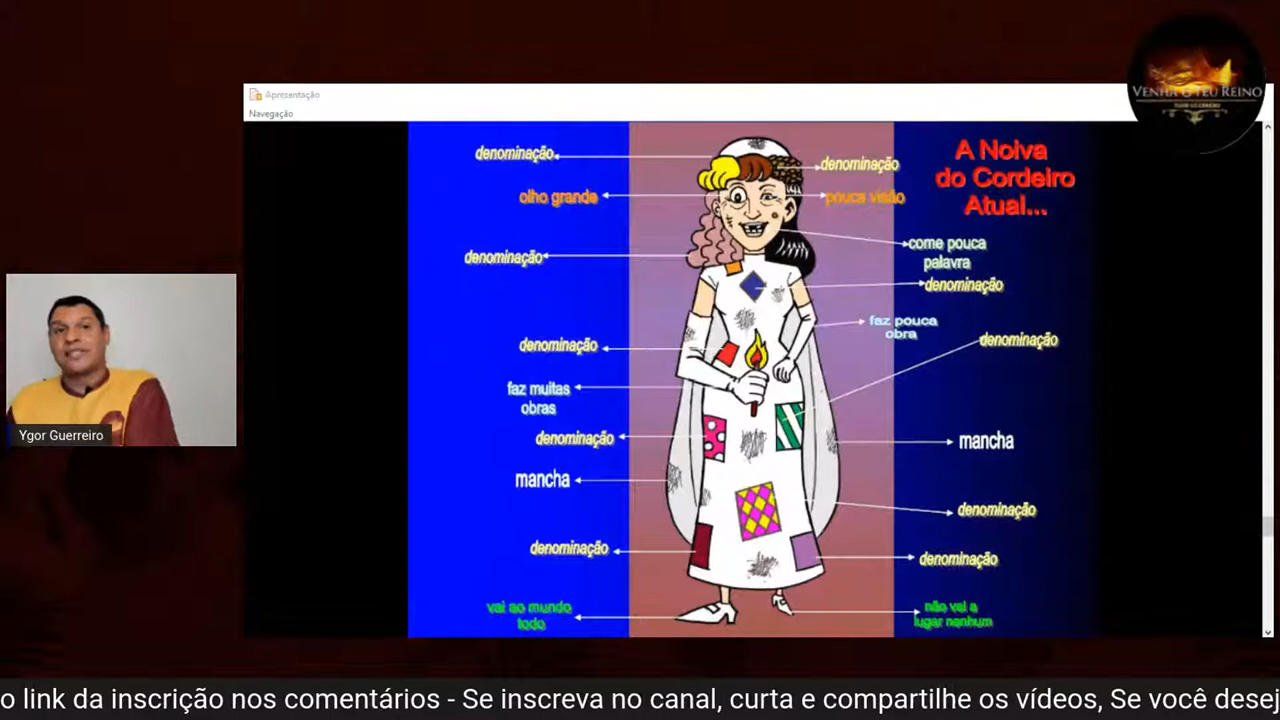 VENHA O TEU REINO
Apresentação
Navegação
A Noiva
do Cordeiro
Atual...
denominação
denominação
olho grande
pouca visão
come pouca
palavra
denominação
denominação
faz pouca
obra
denominação
denominação
faz muitas
obras
denominação
mancha
mancha
denominação
denominação
denominação
vai ao mundo
todo
não vai a
lugar nenhum
Ygor Guerreiro
o link da inscrição nos comentários - Se inscreva no canal, curta e compartilhe os vídeos, Se você desej